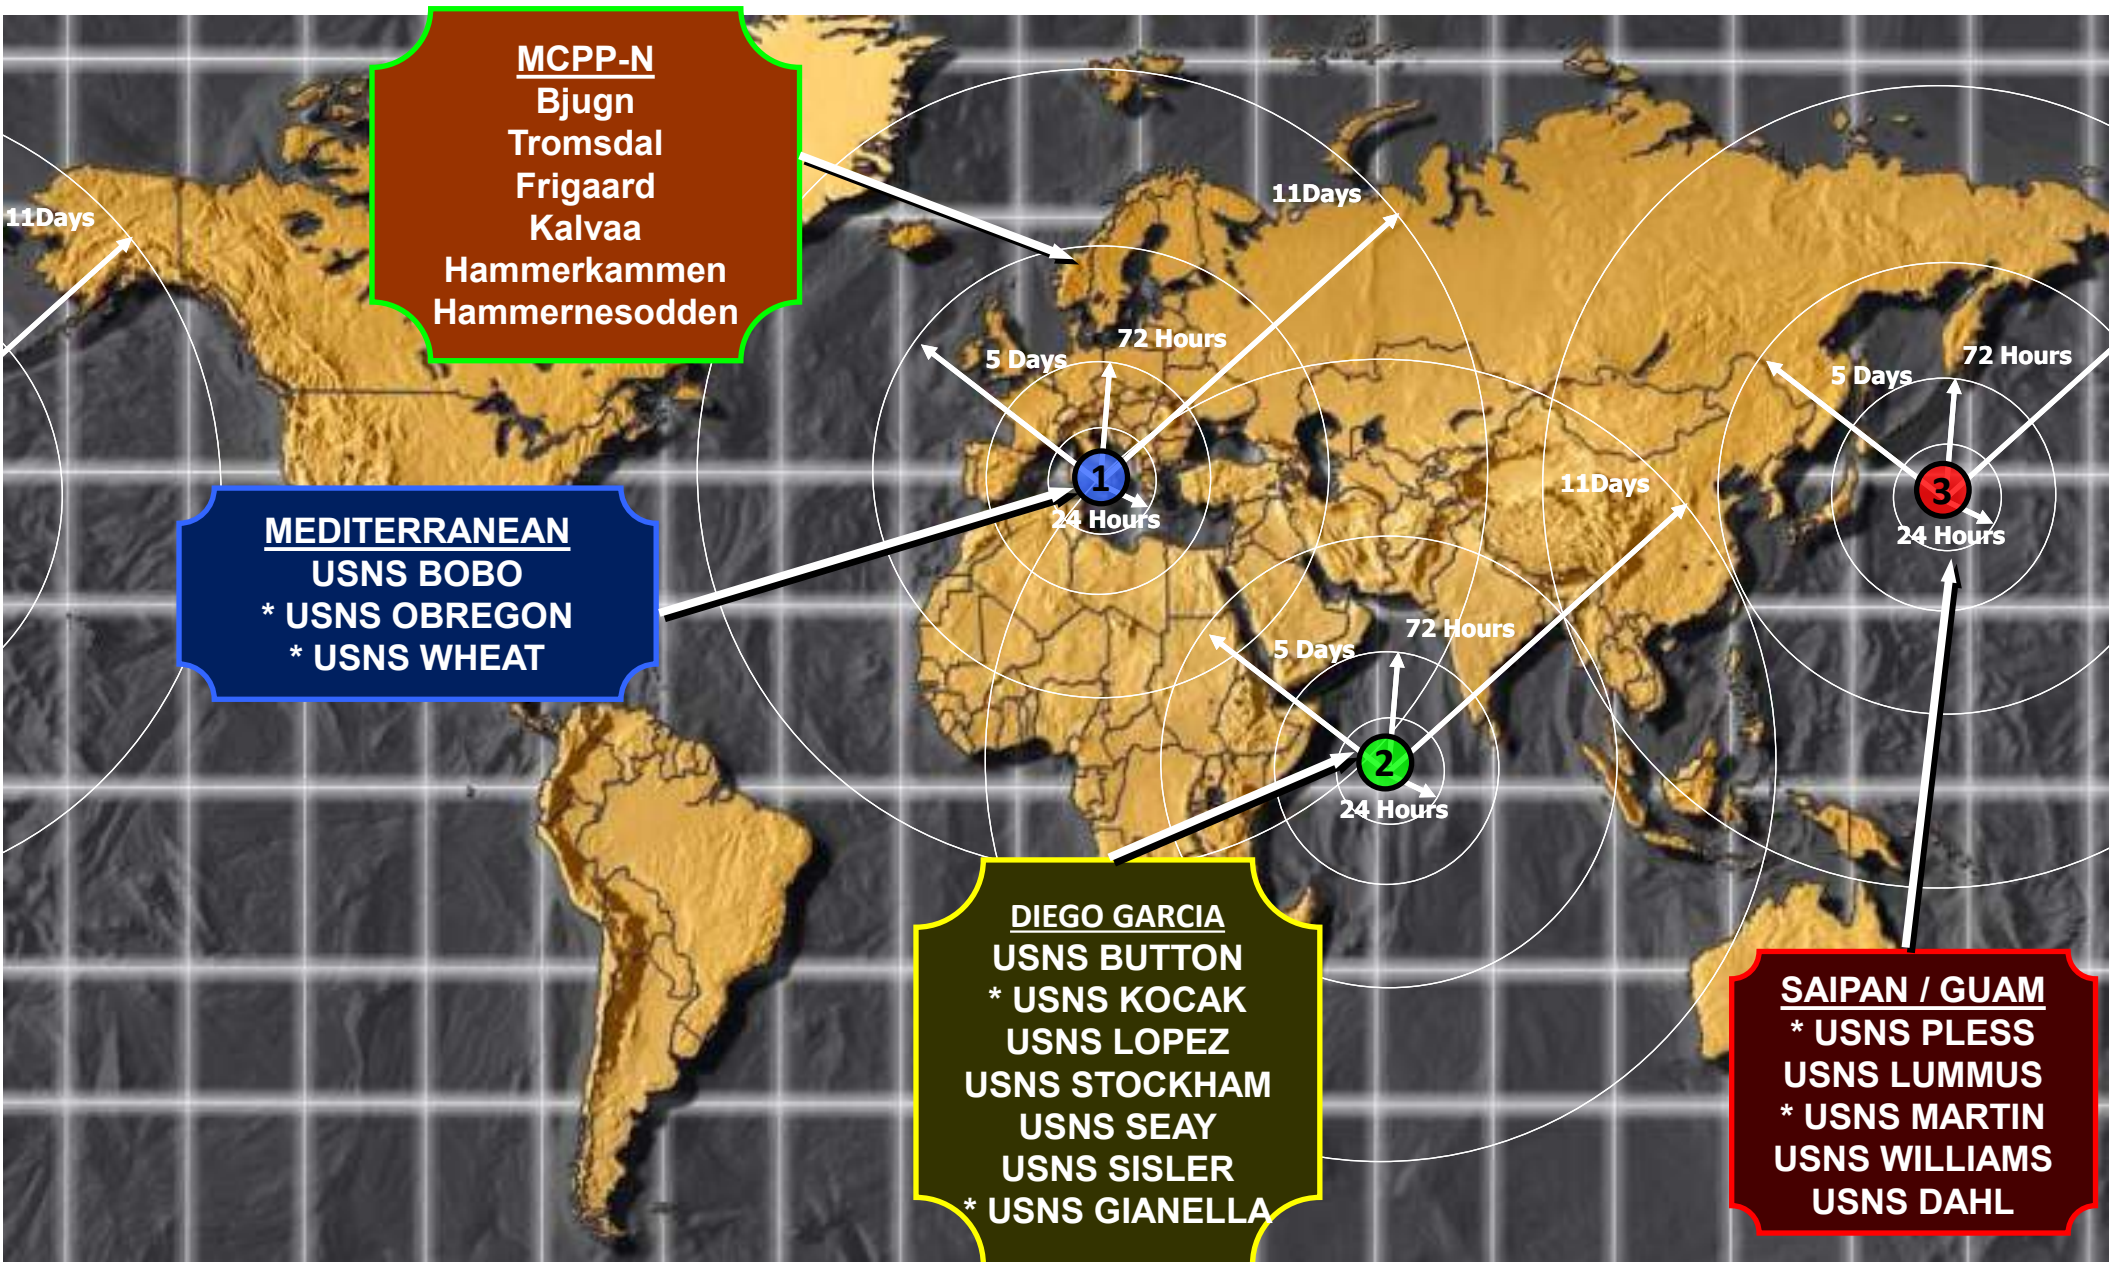 MCPP-N
Bjugn
Tromsdal
Frigaard
Kalvaa
Hammerkammen
Hammernesodden
11Days
11Days
72 Hours
5 Days
1
24 Hours
MEDITERRANEAN
USNS BOBO
* USNS OBREGON
* USNS WHEAT
11Days
72 Hours
5 Days
2
24 Hours
72 Hours
5 Days
3
24 Hours
DIEGO GARCIA
USNS BUTTON
* USNS KOCAK
USNS LOPEZ
USNS STOCKHAM
USNS SEAY
USNS SISLER
* USNS GIANELLA
SAIPAN / GUAM
* USNS PLESS
USNS LUMMUS
* USNS MARTIN
USNS WILLIAMS
USNS DAHL